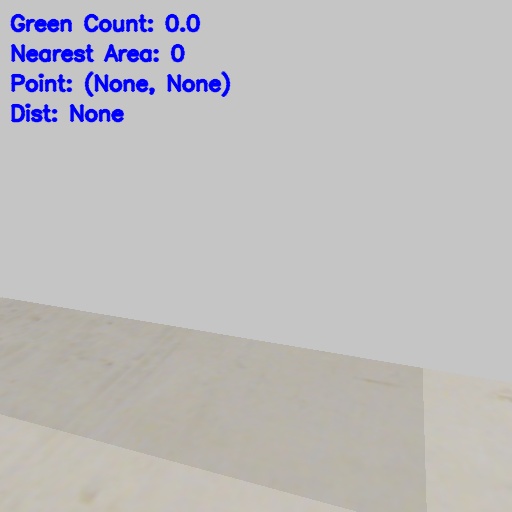 Green Count: 0.0
Nearest Area: 0
Point: (None, None)
Dist: None